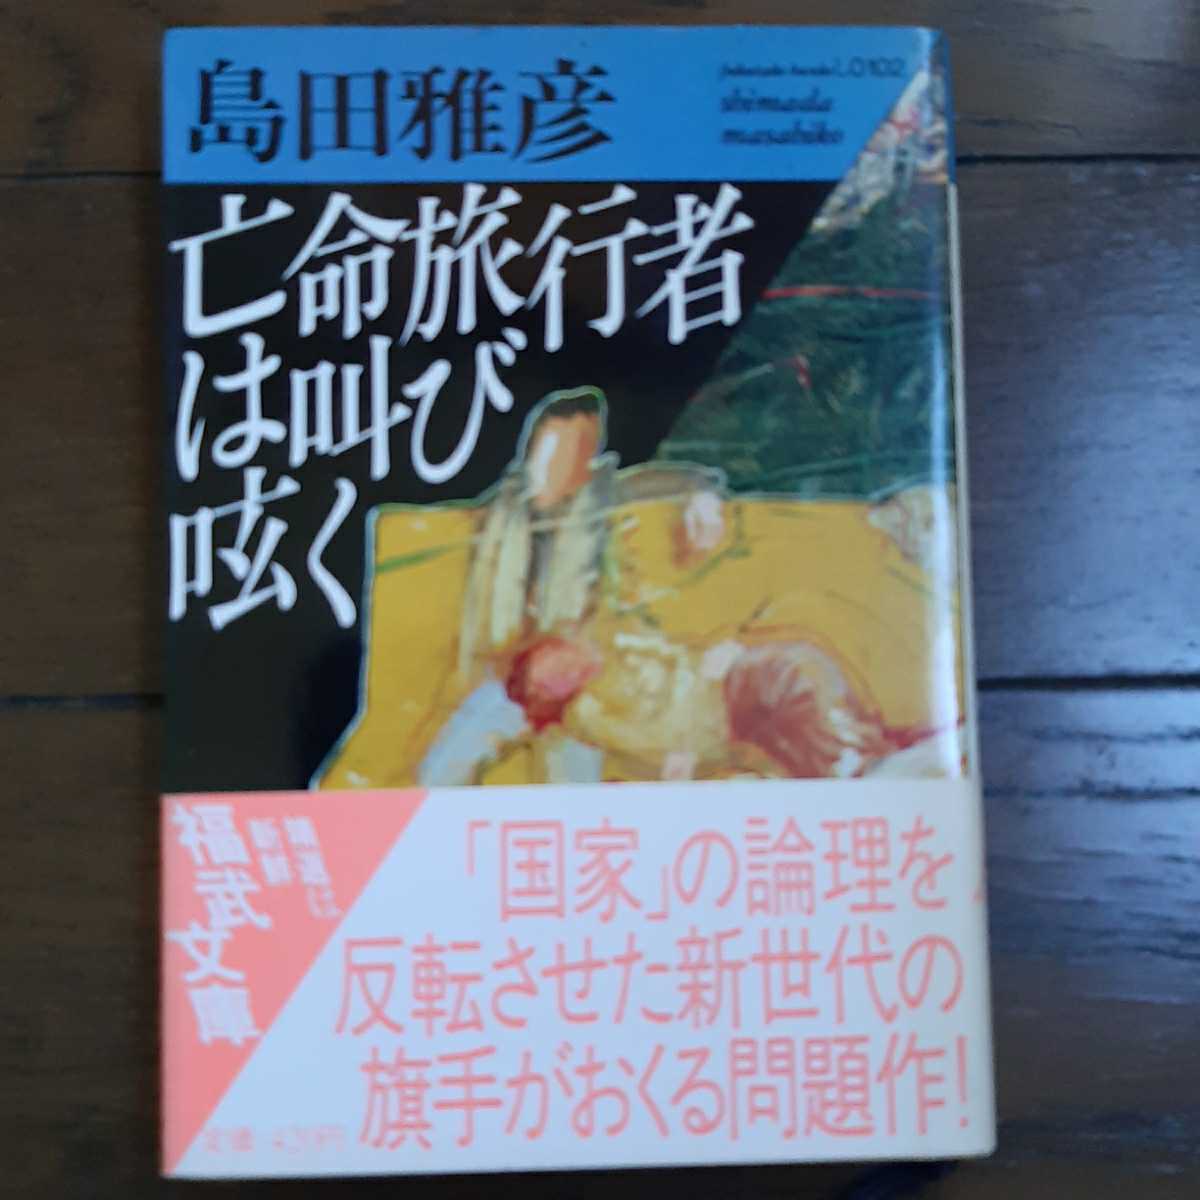 島田雅彦
shimada
masahiko
亡命旅行者
は叫び
呟く
「国家」の論理を
反転させた新世代の
旗手がおくる問題作!
新鮮
福武文庫